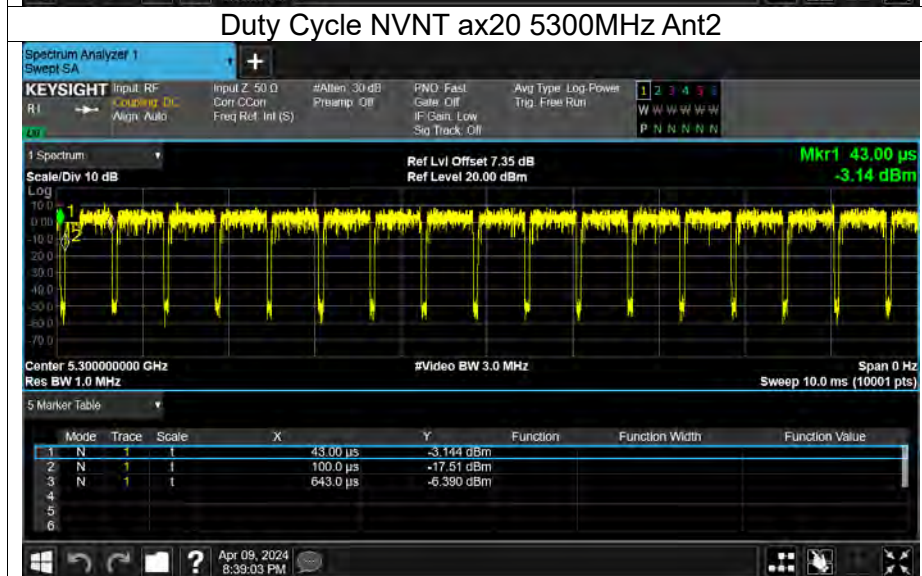 Duty Cycle NVNT ax20 5300MHz Ant2
Spectrum Analyzer 1
Swept SA
+
KEYSIGHT Input: RF Input Z: 50 Ω #Atten: 30 dB PNO: Fast Avg Type: Log-Power 1 2 3 4 5 6
Coupling: DC Corr CCorr Preamp: Off Gate: Off Trig: Free Run W W W W W W
Align: Auto Freq Ref: Int (S) IF Gain: Low
Sig Track: Off P N N N N N
1 Spectrum Ref Lvl Offset 7.35 dB Mkr1 43.00 µs
Scale/Div 10 dB Ref Level 20.00 dBm -3.14 dBm
Log
10.0
0.00
-10.0
-20.0
-30.0
-40.0
-50.0
-60.0
-70.0
1
2
Center 5.300000000 GHz #Video BW 3.0 MHz Span 0 Hz
Res BW 1.0 MHz Sweep 10.0 ms (10001 pts)
5 Marker Table
Mode Trace Scale X Y Function Function Width Function Value
1 N 1 t 43.00 µs -3.144 dBm
2 N 1 t 100.0 µs -17.51 dBm
3 N 1 t 643.0 µs -6.390 dBm
4
5
6
? Apr 09, 2024
8:39:03 PM